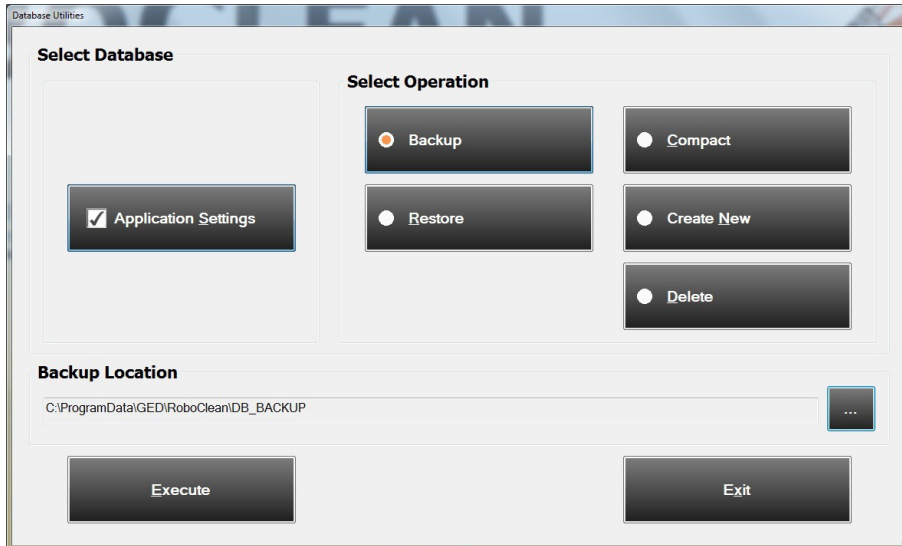 Database Utilities
Select Database
Select Operation
Backup
Compact
Application Settings
Restore
Create New
Delete
Backup Location
C:\ProgramData\GED\RoboClean\DB_BACKUP
...
Execute
Exit